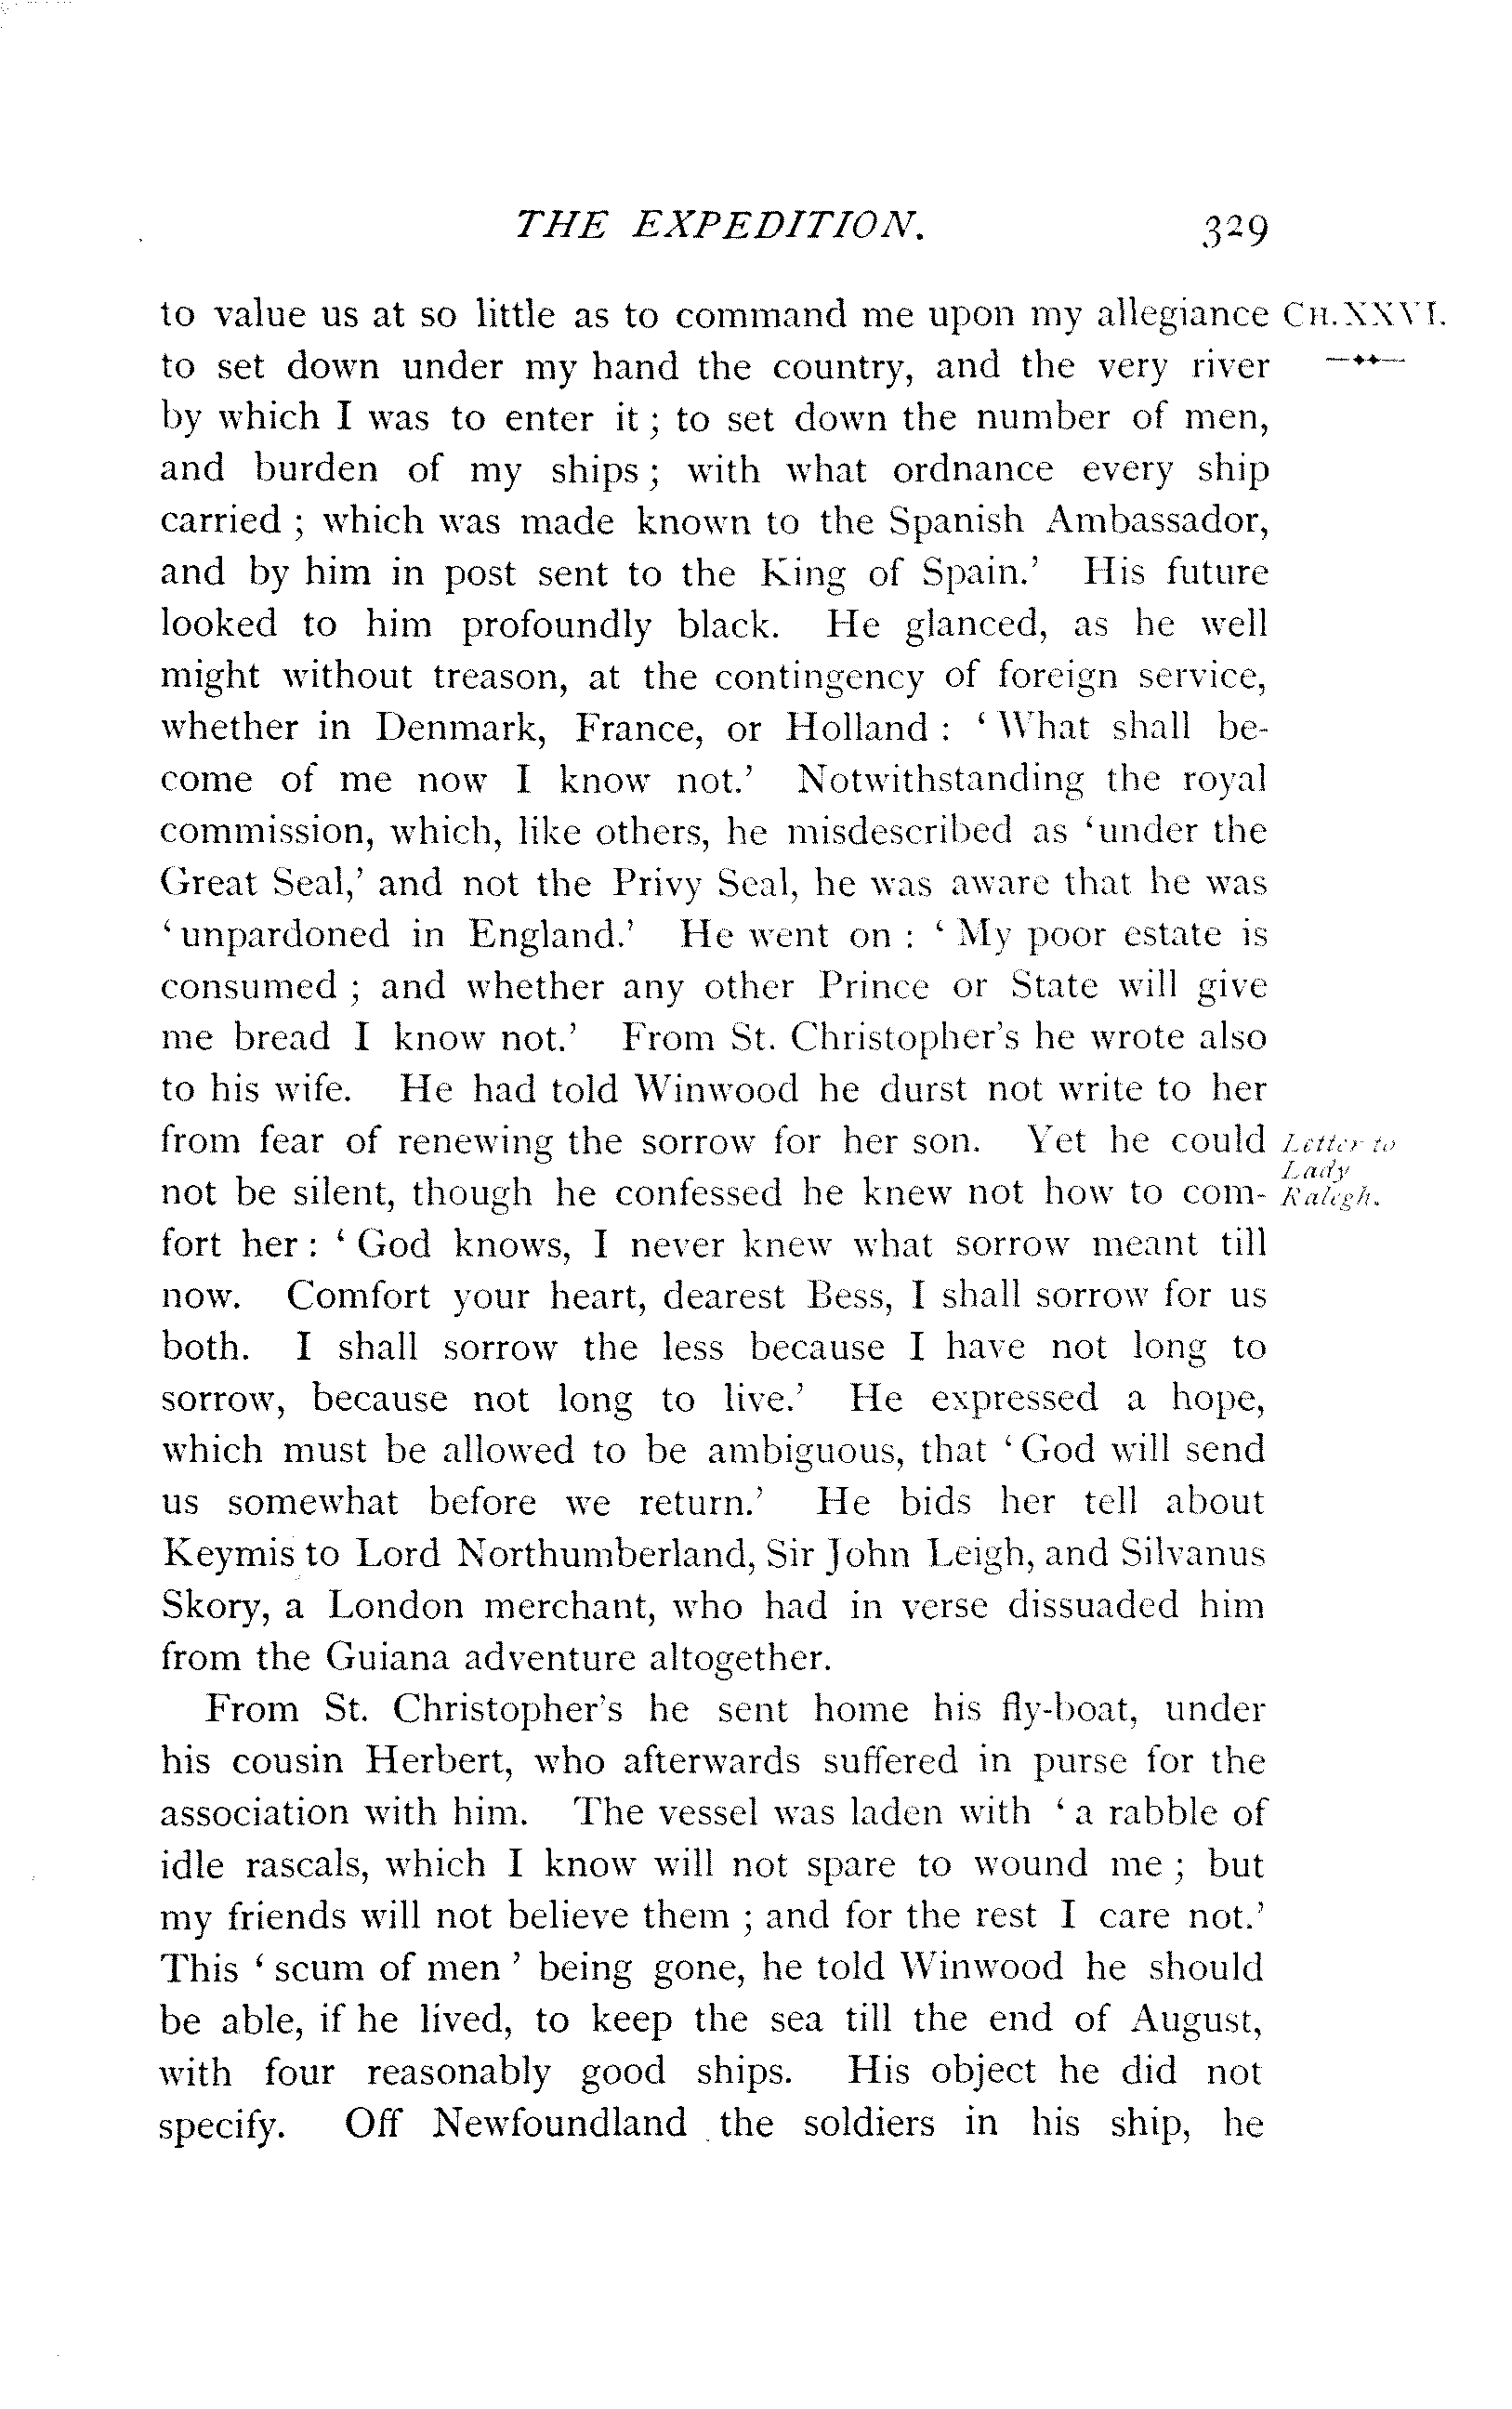 THE EXPEDITION. 329
to value us at so little as to command me upon my allegiance CH. XXVI.
to set down under my hand the country, and the very river
by which I was to enter it ; to set down the number of men,
and burden of my ships ; with what ordnance every ship
carried ; which was made known to the Spanish Ambassador,
and by him in post sent to the King of Spain.’ His future
looked to him profoundly black. He glanced, as he well
might without treason, at the contingency of foreign service,
whether in Denmark, France, or Holland : ‘ What shall be-
come of me now I know not.’ Notwithstanding the royal
commission, which, like others, he misdescribed as ‘under the
Great Seal,’ and not the Privy Seal, he was aware that he was
‘ unpardoned in England.’ He went on : ‘ My poor estate is
consumed ; and whether any other Prince or State will give
me bread I know not.’ From St. Christopher’s he wrote also
to his wife. He had told Winwood he durst not write to her
from fear of renewing the sorrow for her son. Yet he could
Letter to
Lady
Ralegh.
not be silent, though he confessed he knew not how to com-
fort her : ‘ God knows, I never knew what sorrow meant till
now. Comfort your heart, dearest Bess, I shall sorrow for us
both. I shall sorrow the less because I have not long to
sorrow, because not long to live.’ He expressed a hope,
which must be allowed to be ambiguous, that ‘ God will send
us somewhat before we return.’ He bids her tell about
Keymis to Lord Northumberland, Sir John Leigh, and Silvanus
Skory, a London merchant, who had in verse dissuaded him
from the Guiana adventure altogether.
From St. Christopher’s he sent home his fly-boat, under
his cousin Herbert, who afterwards suffered in purse for the
association with him. The vessel was laden with ‘ a rabble of
idle rascals, which I know will not spare to wound me ; but
my friends will not believe them ; and for the rest I care not.’
This ‘ scum of men ’ being gone, he told Winwood he should
be able, if he lived, to keep the sea till the end of August,
with four reasonably good ships. His object he did not
specify. Off Newfoundland the soldiers in his ship, he